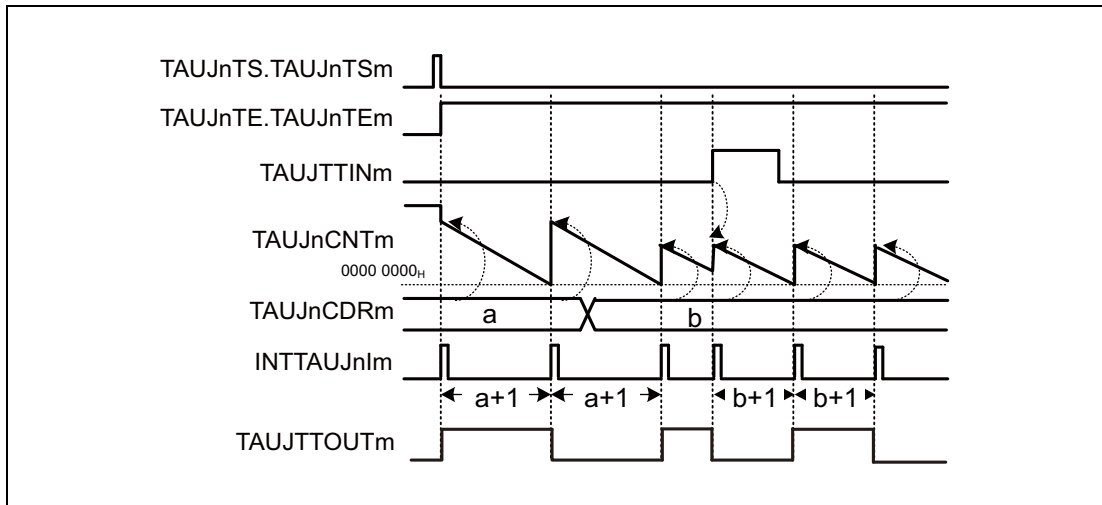 TAUJnTS.TAUJnTSm
TAUJnTE.TAUJnTEm
TAUJTTINm
TAUJnCNTm
0000 0000H
TAUJnCDRm
a
b
INTTAUJnIm
a+1 a+1 b+1 b+1
TAUJTTOUTm